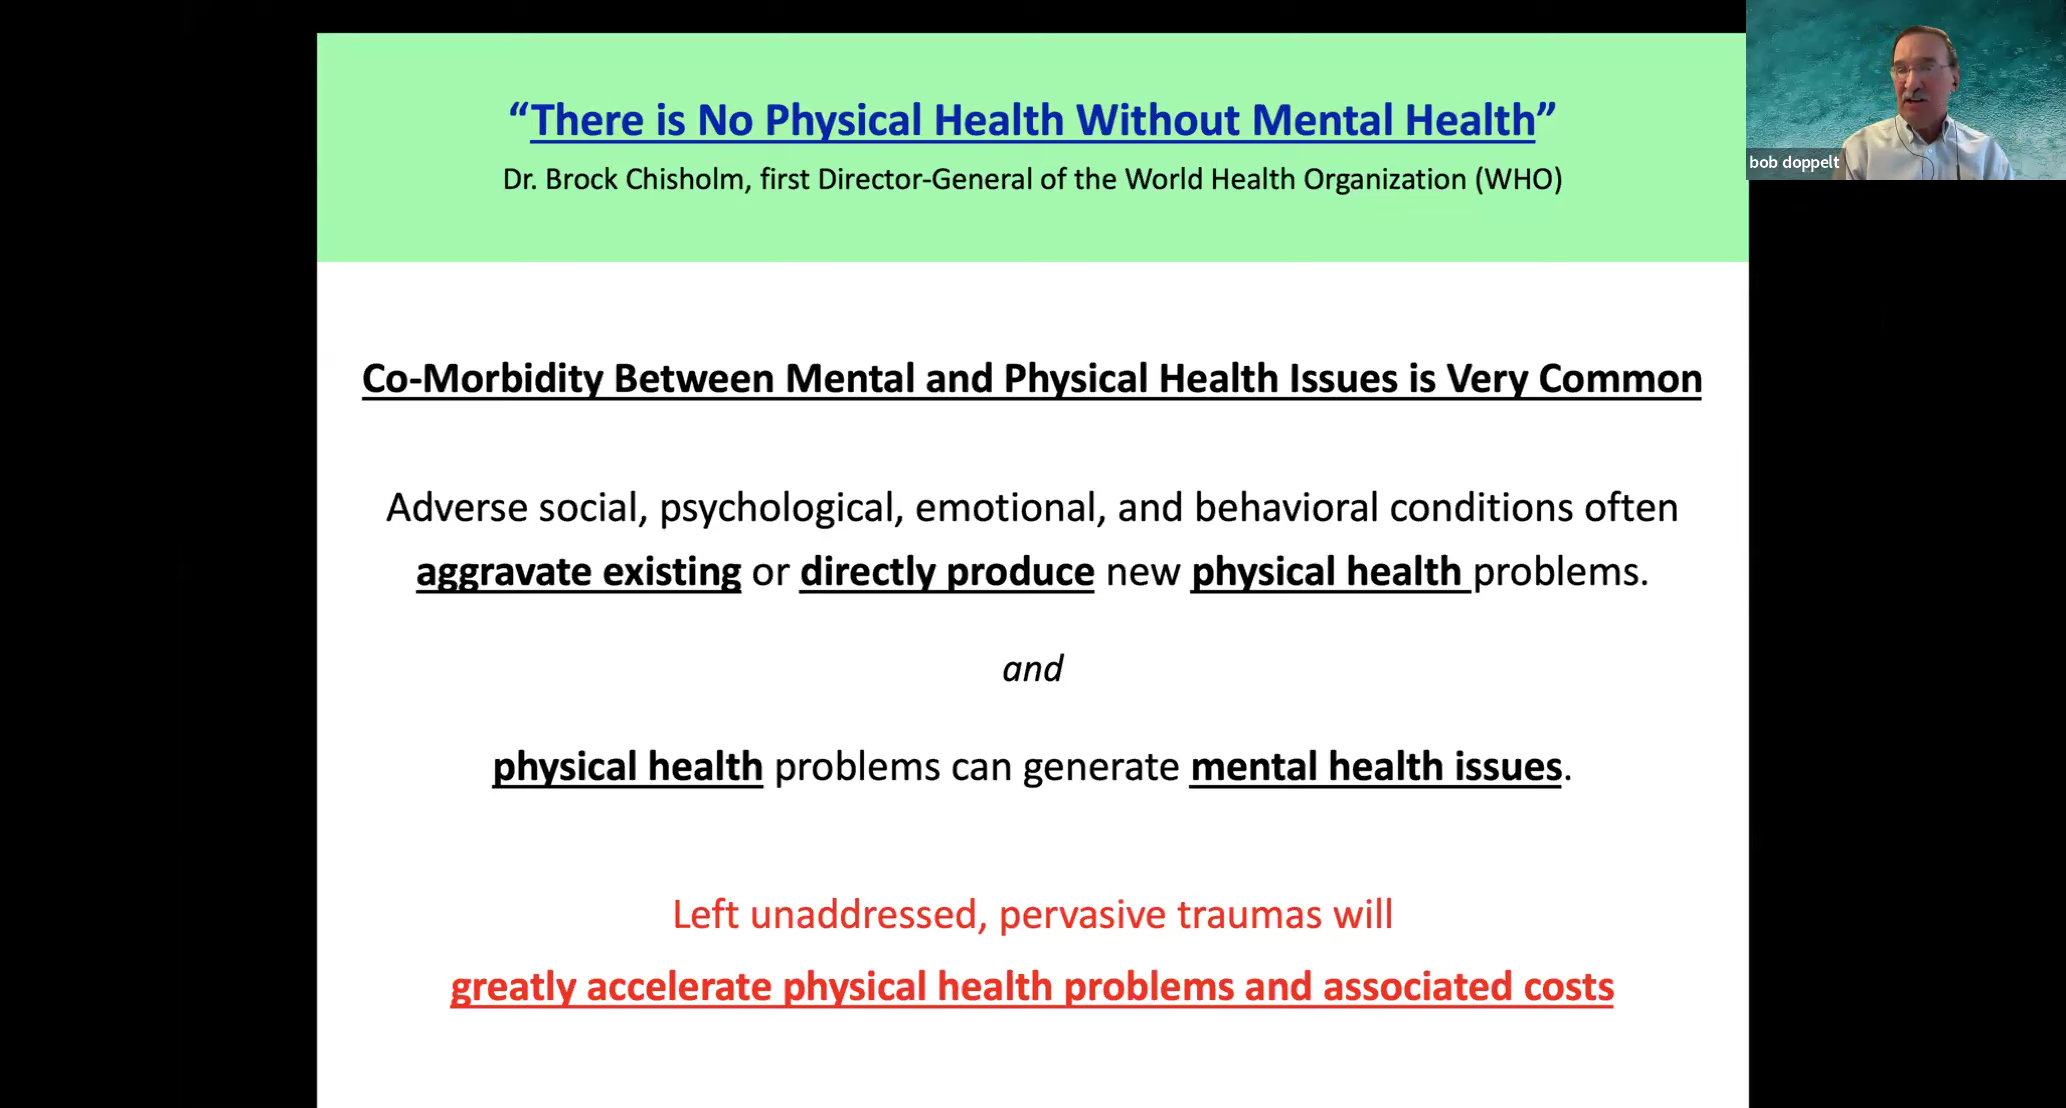 “There is No Physical Health Without Mental Health”
Dr. Brock Chisholm, first Director-General of the World Health Organization (WHO)
bob doppelt
Co-Morbidity Between Mental and Physical Health Issues is Very Common
Adverse social, psychological, emotional, and behavioral conditions often
aggravate existing or directly produce new physical health problems.
and
physical health problems can generate mental health issues.
Left unaddressed, pervasive traumas will
greatly accelerate physical health problems and associated costs